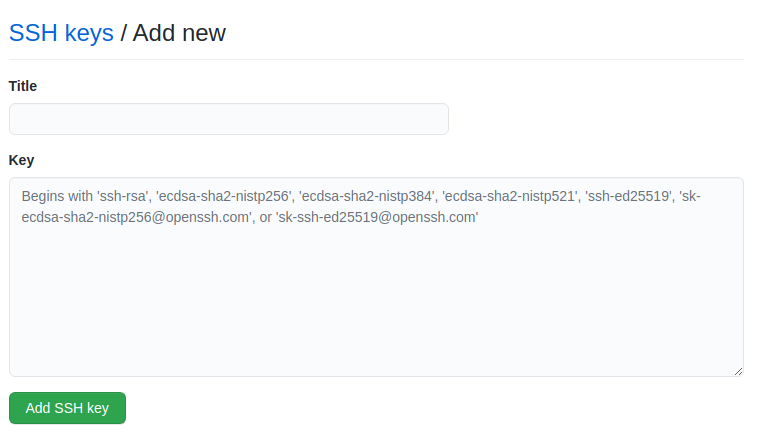 SSH keys / Add new
Title
Key
Begins with 'ssh-rsa', 'ecdsa-sha2-nistp256', 'ecdsa-sha2-nistp384', 'ecdsa-sha2-nistp521', 'ssh-ed25519', 'sk-
ecdsa-sha2-nistp256@openssh.com', or 'sk-ssh-ed25519@openssh.com'
Add SSH key